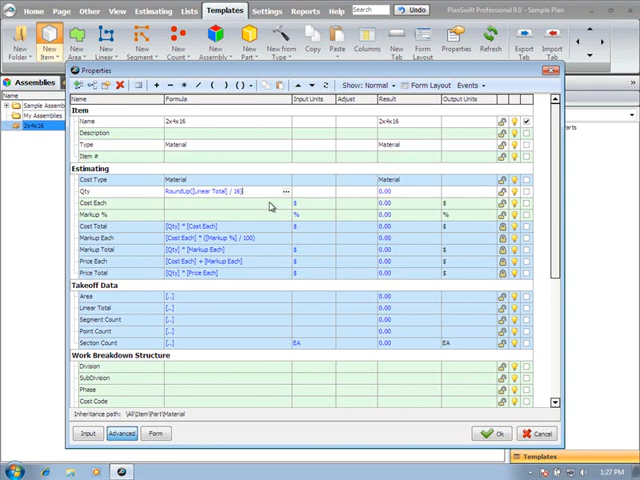 PlanSwift Professional 9.0 - Sample Plan
Home Page Other View Estimating Lists Templates Settings Reports Search... Undo
New Folder New Item New Linear New Segment New Count New Assembly New Part New from Type Copy Columns New Tab Form Layout Properties Refresh Export Tab Import Tab
Assemblies
Name
Sample Assemb
My Assemblies
2x4x16
Properties
Show: Normal Form Layout Events
Name Formula Input Units Adjust Result Output Units
Item
Name 2x4x16 2x4x16
Description
Type Material Material
Item #
Estimating
Cost Type Material Material
Qty RoundUp([Linear Total] / 16) ... 0.00
Cost Each $ $
Markup % % %
Cost Total [Qty] * [Cost Each] $ 0.00 $
Markup Each [Cost Each] * ([Markup %] / 100) 0.00
Markup Total [Qty] * [Markup Each] $ 0.00 $
Price Each [Cost Each] + [Markup Each] $ 0.00 $
Price Total [Qty] * [Price Each] $ 0.00 $
Takeoff Data
Area [..] 0.00
Linear Total [..] 0.00
Segment Count [..] 0.00
Point Count [..] 0.00
Section Count [..] EA 0.00 EA
Work Breakdown Structure
Division
SubDivision
Phase
Cost Code
Inheritance path: \All\Item\Part\Material
Input Advanced Form Ok Cancel
Templates
1:27 PM